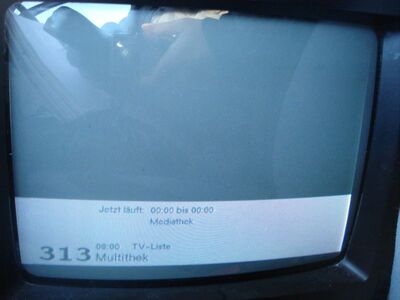 Jetzt läuft: 00:00 bis 00:00
Mediathek
313 08:00 TV-Liste
Multithek